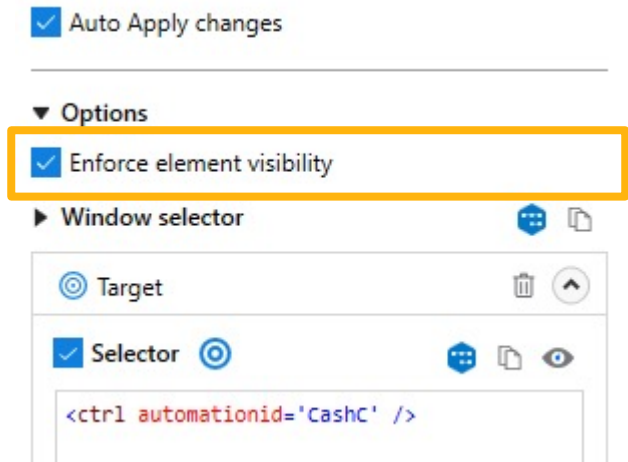 Auto Apply changes
Options
Enforce element visibility
Window selector
Target
Selector
<ctrl automationid='CashC' />